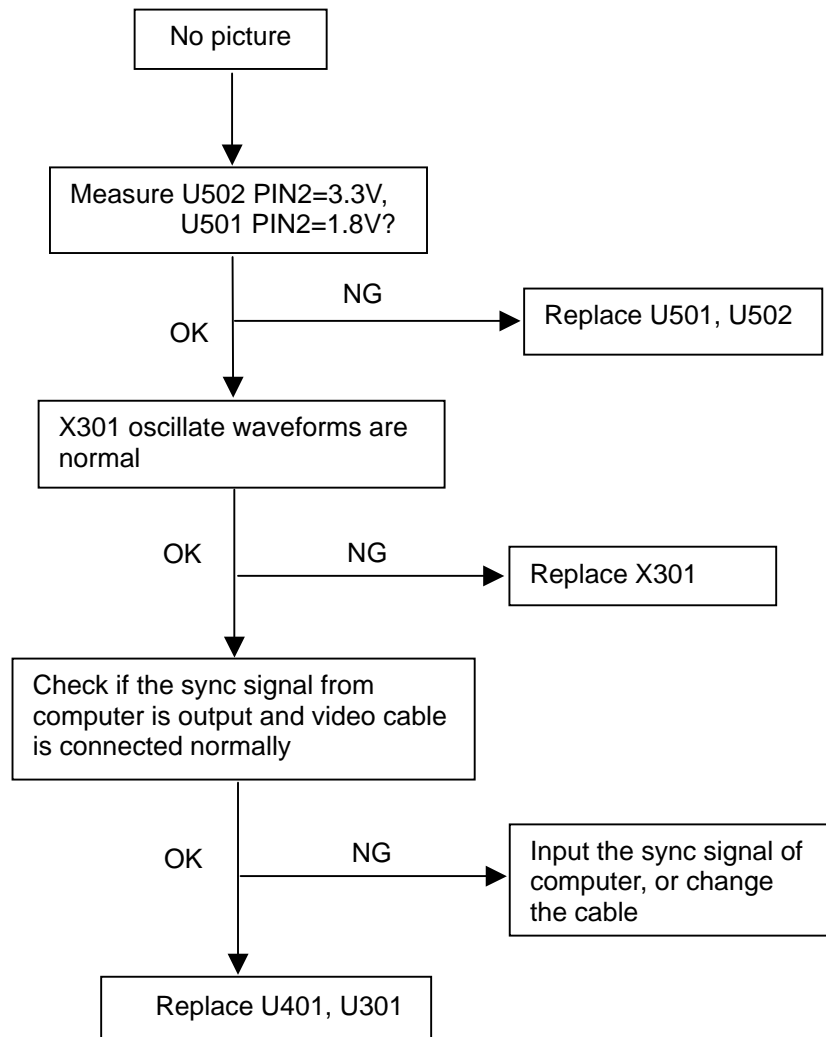 No picture
Measure U502 PIN2=3.3V,
U501 PIN2=1.8V?
NG
OK
Replace U501, U502
X301 oscillate waveforms are
normal
OK
NG
Replace X301
Check if the sync signal from
computer is output and video cable
is connected normally
OK
NG
Input the sync signal of
computer, or change
the cable
Replace U401, U301